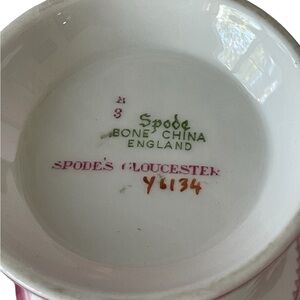 B
3
Spode
BONE CHINA
ENGLAND
SPODE'S GLOUCESTER
Y6134